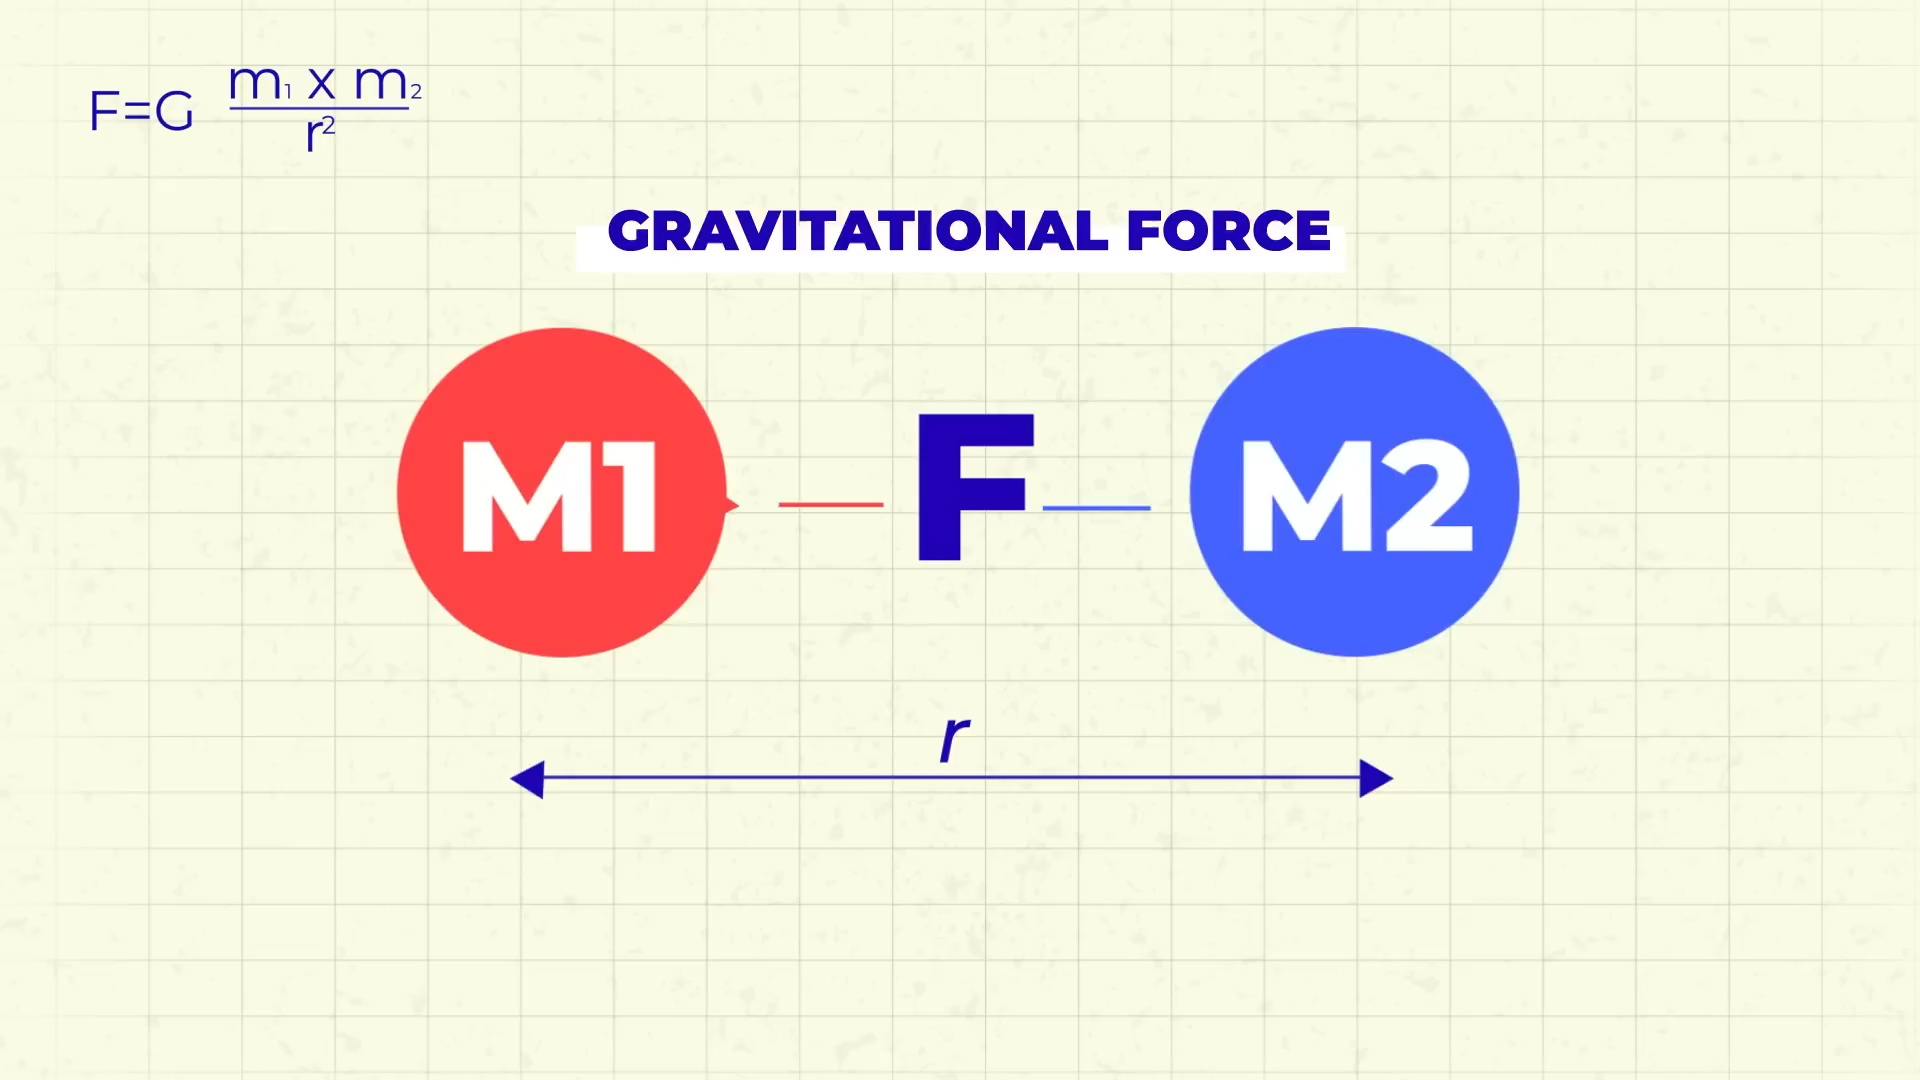 F=G m₁ x m₂
r²
GRAVITATIONAL FORCE
M1 F M2
r